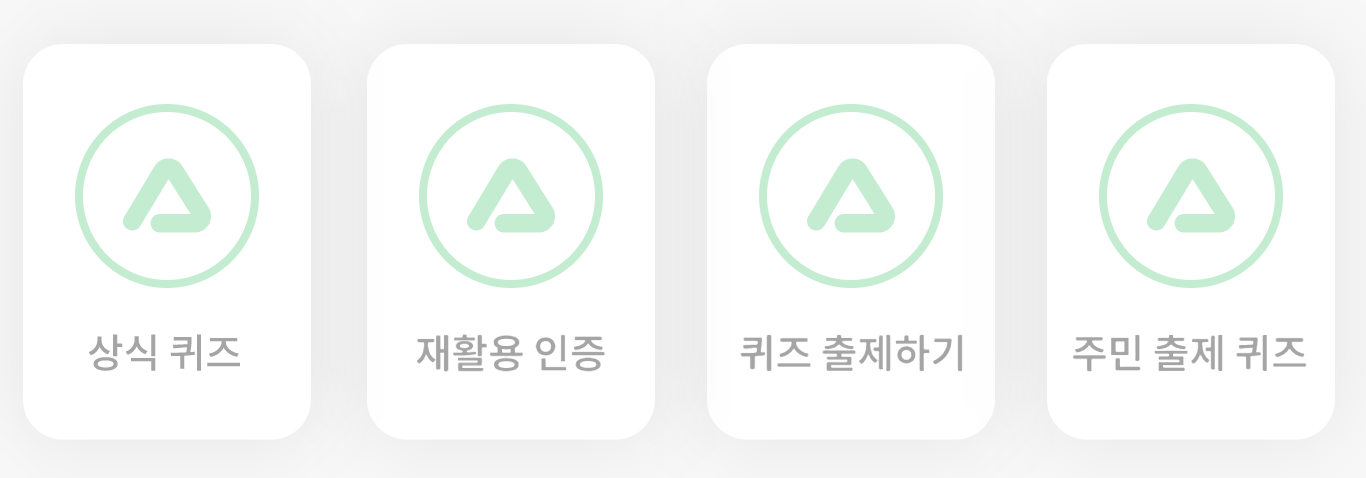 상식 퀴즈
재활용 인증
퀴즈 출제하기
주민 출제 퀴즈